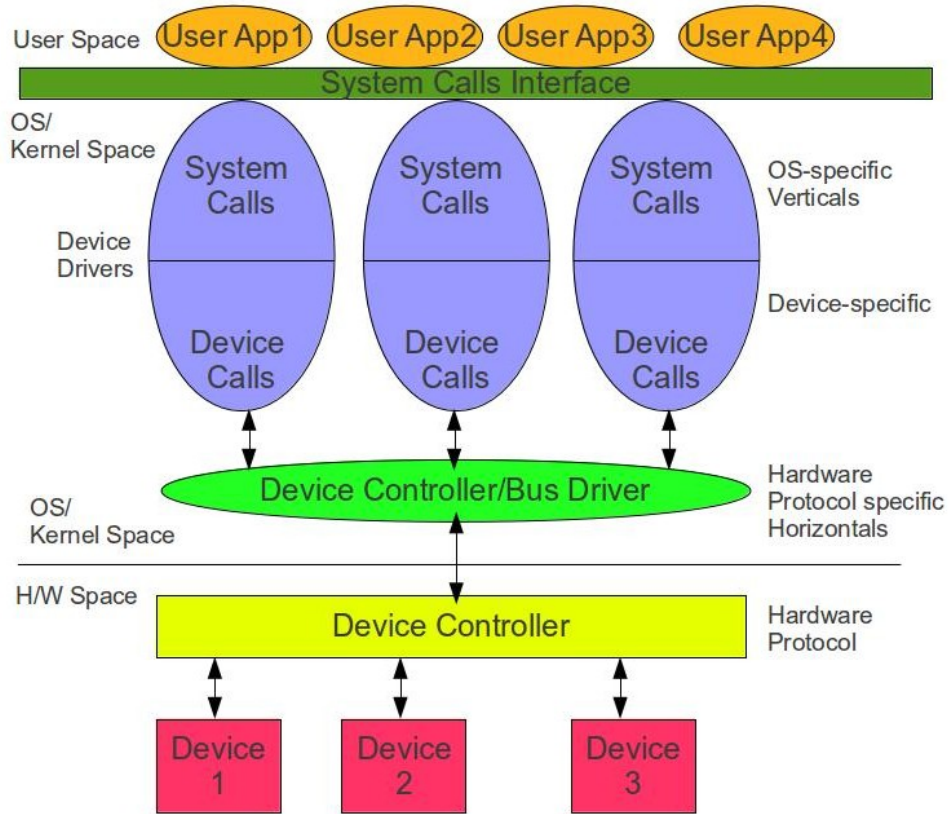 User Space
User App1
User App2
User App3
User App4
System Calls Interface
OS/
Kernel Space
System
Calls
System
Calls
System
Calls
OS-specific
Verticals
Device
Drivers
Device
Calls
Device
Calls
Device
Calls
Device-specific
Device Controller/Bus Driver
Hardware
Protocol specific
Horizontals
OS/
Kernel Space
H/W Space
Device Controller
Hardware
Protocol
Device
1
Device
2
Device
3